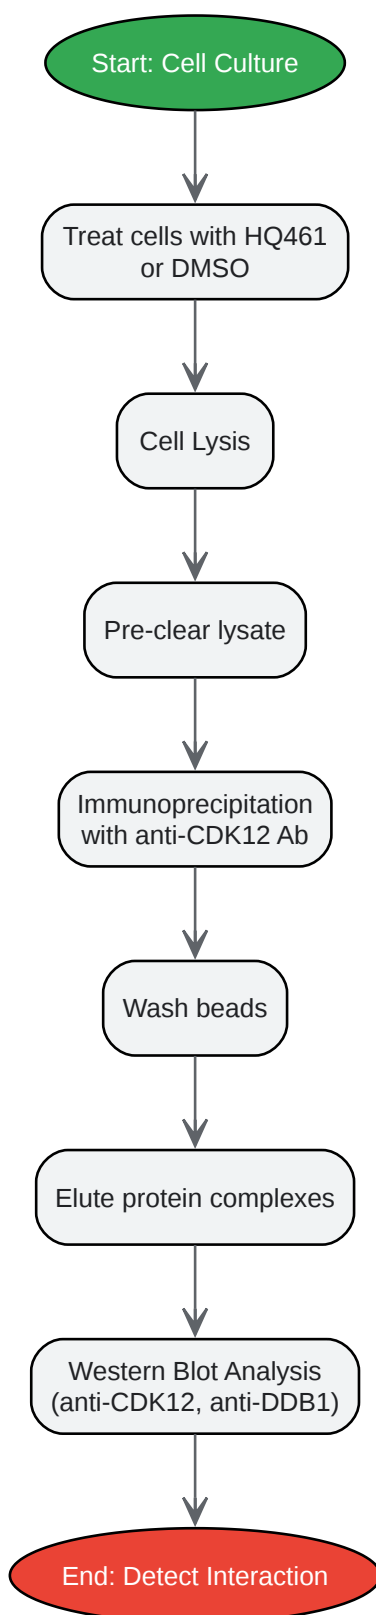 Start: Cell Culture
Treat cells with HQ461
or DMSO
Cell Lysis
Pre-clear lysate
Immunoprecipitation
with anti-CDK12 Ab
Wash beads
Elute protein complexes
Western Blot Analysis
(anti-CDK12, anti-DDB1)
End: Detect Interaction